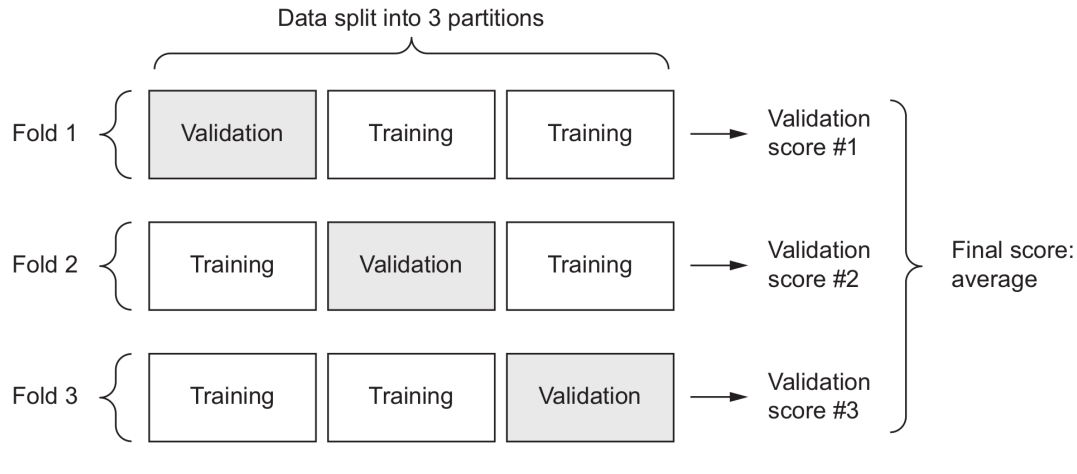 Data split into 3 partitions
Fold 1
Validation
Training
Training
Validation
score #1
Fold 2
Training
Validation
Training
Validation
score #2
Final score:
average
Fold 3
Training
Training
Validation
Validation
score #3